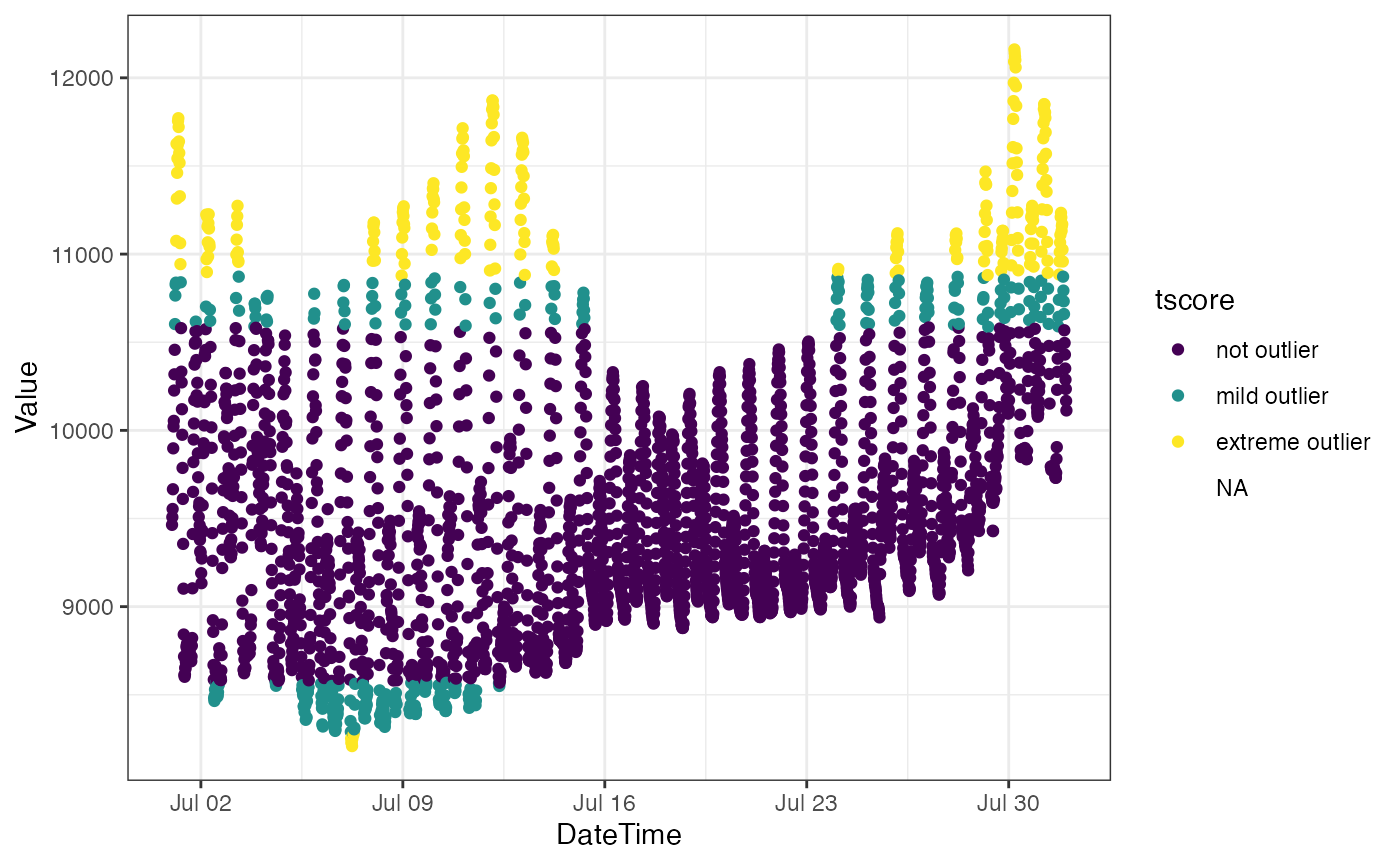 12000
11000
10000
9000
Value
Jul 02
Jul 09
Jul 16
Jul 23
Jul 30
DateTime
tscore
not outlier
mild outlier
extreme outlier
NA